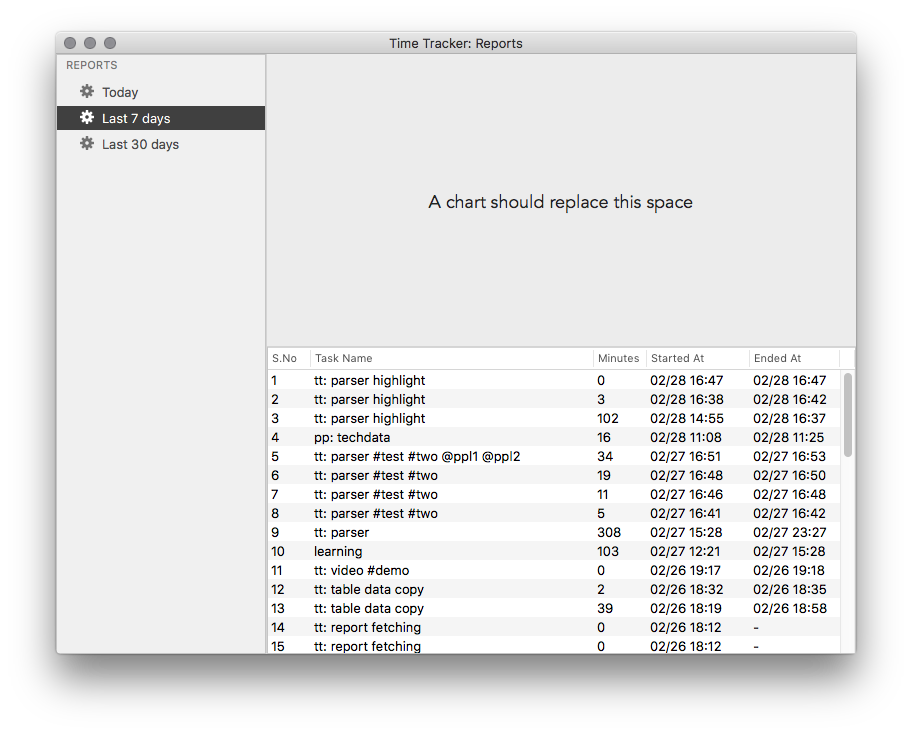 Time Tracker: Reports
REPORTS
Today
Last 7 days
Last 30 days
A chart should replace this space
S.No Task Name Minutes Started At Ended At
1 tt: parser highlight 0 02/28 16:47 02/28 16:47
2 tt: parser highlight 3 02/28 16:38 02/28 16:42
3 tt: parser highlight 102 02/28 14:55 02/28 16:37
4 pp: techdata 16 02/28 11:08 02/28 11:25
5 tt: parser #test #two @ppl1 @ppl2 34 02/27 16:51 02/27 16:53
6 tt: parser #test #two 19 02/27 16:48 02/27 16:50
7 tt: parser #test #two 11 02/27 16:46 02/27 16:48
8 tt: parser #test #two 5 02/27 16:41 02/27 16:42
9 tt: parser 308 02/27 15:28 02/27 23:27
10 learning 103 02/27 12:21 02/27 15:28
11 tt: video #demo 0 02/26 19:17 02/26 19:18
12 tt: table data copy 2 02/26 18:32 02/26 18:35
13 tt: table data copy 39 02/26 18:19 02/26 18:58
14 tt: report fetching 0 02/26 18:12 -
15 tt: report fetching 0 02/26 18:12 -